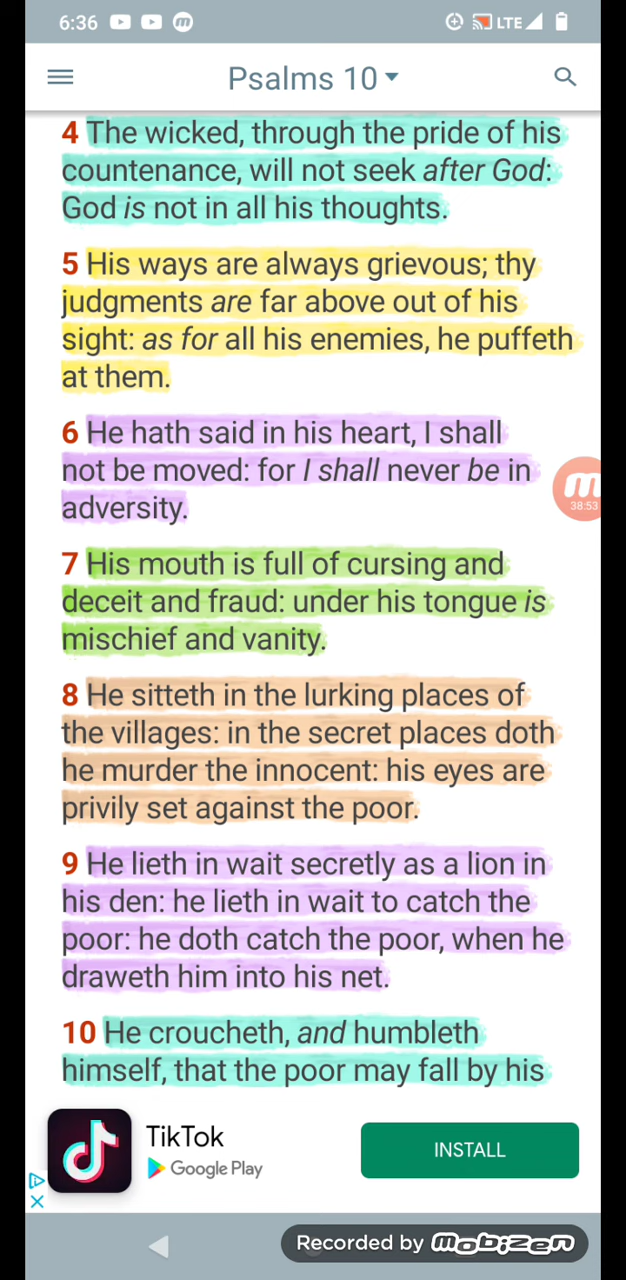 6:36
LTE
Psalms 10
4 The wicked, through the pride of his
countenance, will not seek after God:
God is not in all his thoughts.
5 His ways are always grievous; thy
judgments are far above out of his
sight: as for all his enemies, he puffeth
at them.
6 He hath said in his heart, I shall
not be moved: for I shall never be in
adversity.
m
38:53
7 His mouth is full of cursing and
deceit and fraud: under his tongue is
mischief and vanity.
8 He sitteth in the lurking places of
the villages: in the secret places doth
he murder the innocent: his eyes are
privily set against the poor.
9 He lieth in wait secretly as a lion in
his den: he lieth in wait to catch the
poor: he doth catch the poor, when he
draweth him into his net.
10 He croucheth, and humbleth
himself, that the poor may fall by his
TikTok
Google Play
INSTALL
Recorded by mobizen